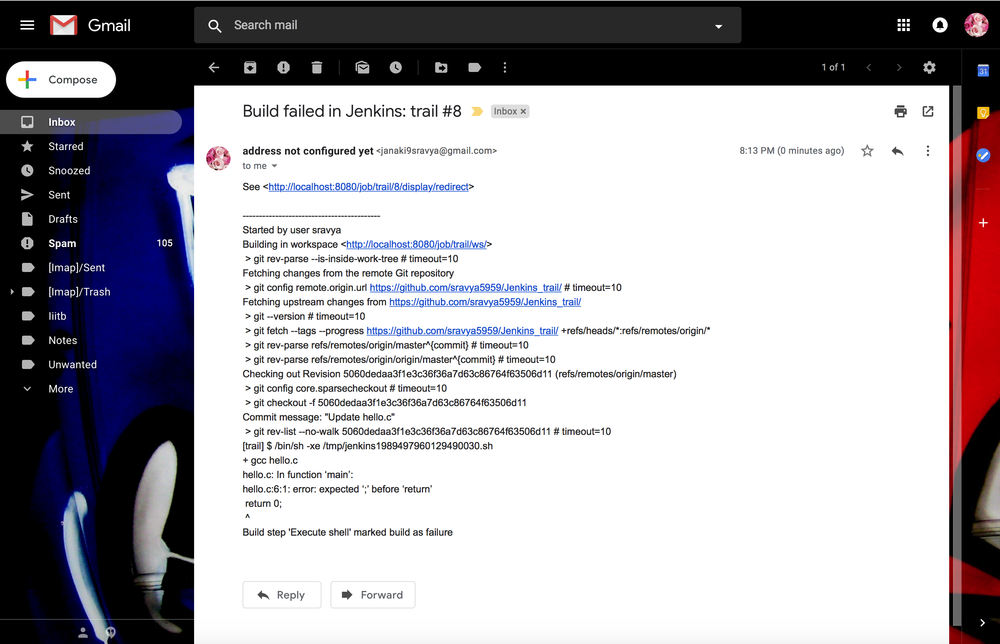 Gmail
Search mail
Compose
1 of 1
31
Inbox
Starred
Snoozed
Sent
Drafts
Spam 105
[Imap]/Sent
[Imap]/Trash
Iiitb
Notes
Unwanted
More
Build failed in Jenkins: trail #8 Inbox ×
address not configured yet <janaki9sravya@gmail.com> 8:13 PM (0 minutes ago)
to me
See <http://localhost:8080/job/trail/8/display/redirect>
------------------------------------------
Started by user sravya
Building in workspace <http://localhost:8080/job/trail/ws/>
> git rev-parse --is-inside-work-tree # timeout=10
Fetching changes from the remote Git repository
> git config remote.origin.url https://github.com/sravya5959/Jenkins_trail/ # timeout=10
Fetching upstream changes from https://github.com/sravya5959/Jenkins_trail/
> git --version # timeout=10
> git fetch --tags --progress https://github.com/sravya5959/Jenkins_trail/ +refs/heads/*:refs/remotes/origin/*
> git rev-parse refs/remotes/origin/master^{commit} # timeout=10
> git rev-parse refs/remotes/origin/origin/master^{commit} # timeout=10
Checking out Revision 5060dedaa3f1e3c36f36a7d63c86764f63506d11 (refs/remotes/origin/master)
> git config core.sparsecheckout # timeout=10
> git checkout -f 5060dedaa3f1e3c36f36a7d63c86764f63506d11
Commit message: "Update hello.c"
> git rev-list --no-walk 5060dedaa3f1e3c36f36a7d63c86764f63506d11 # timeout=10
[trail] $ /bin/sh -xe /tmp/jenkins1989497960129490030.sh
+ gcc hello.c
hello.c: In function ‘main’:
hello.c:6:1: error: expected ‘;’ before ‘return’
return 0;
^
Build step 'Execute shell' marked build as failure
Reply Forward